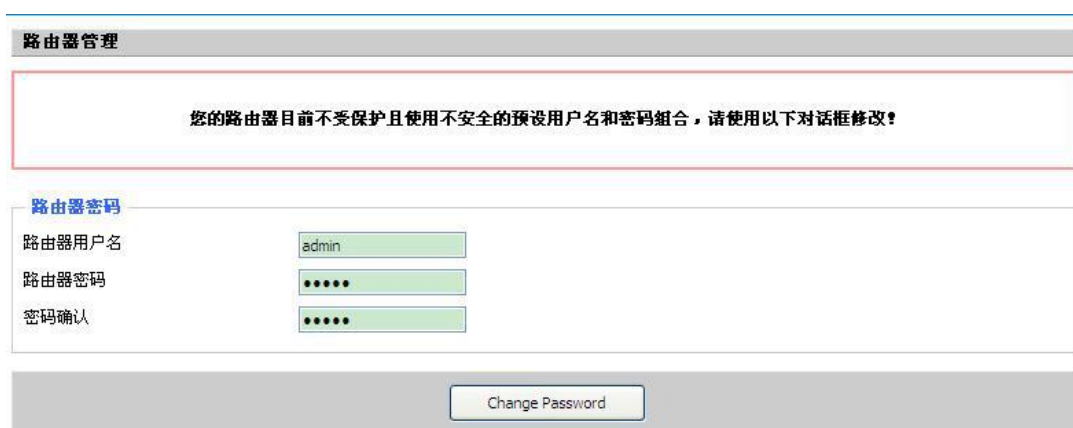 路由器管理
您的路由器目前不受保护且使用不安全的预设用户名和密码组合，请使用以下对话框修改！
路由器密码
路由器用户名 admin
路由器密码 •••••
密码确认 •••••
Change Password